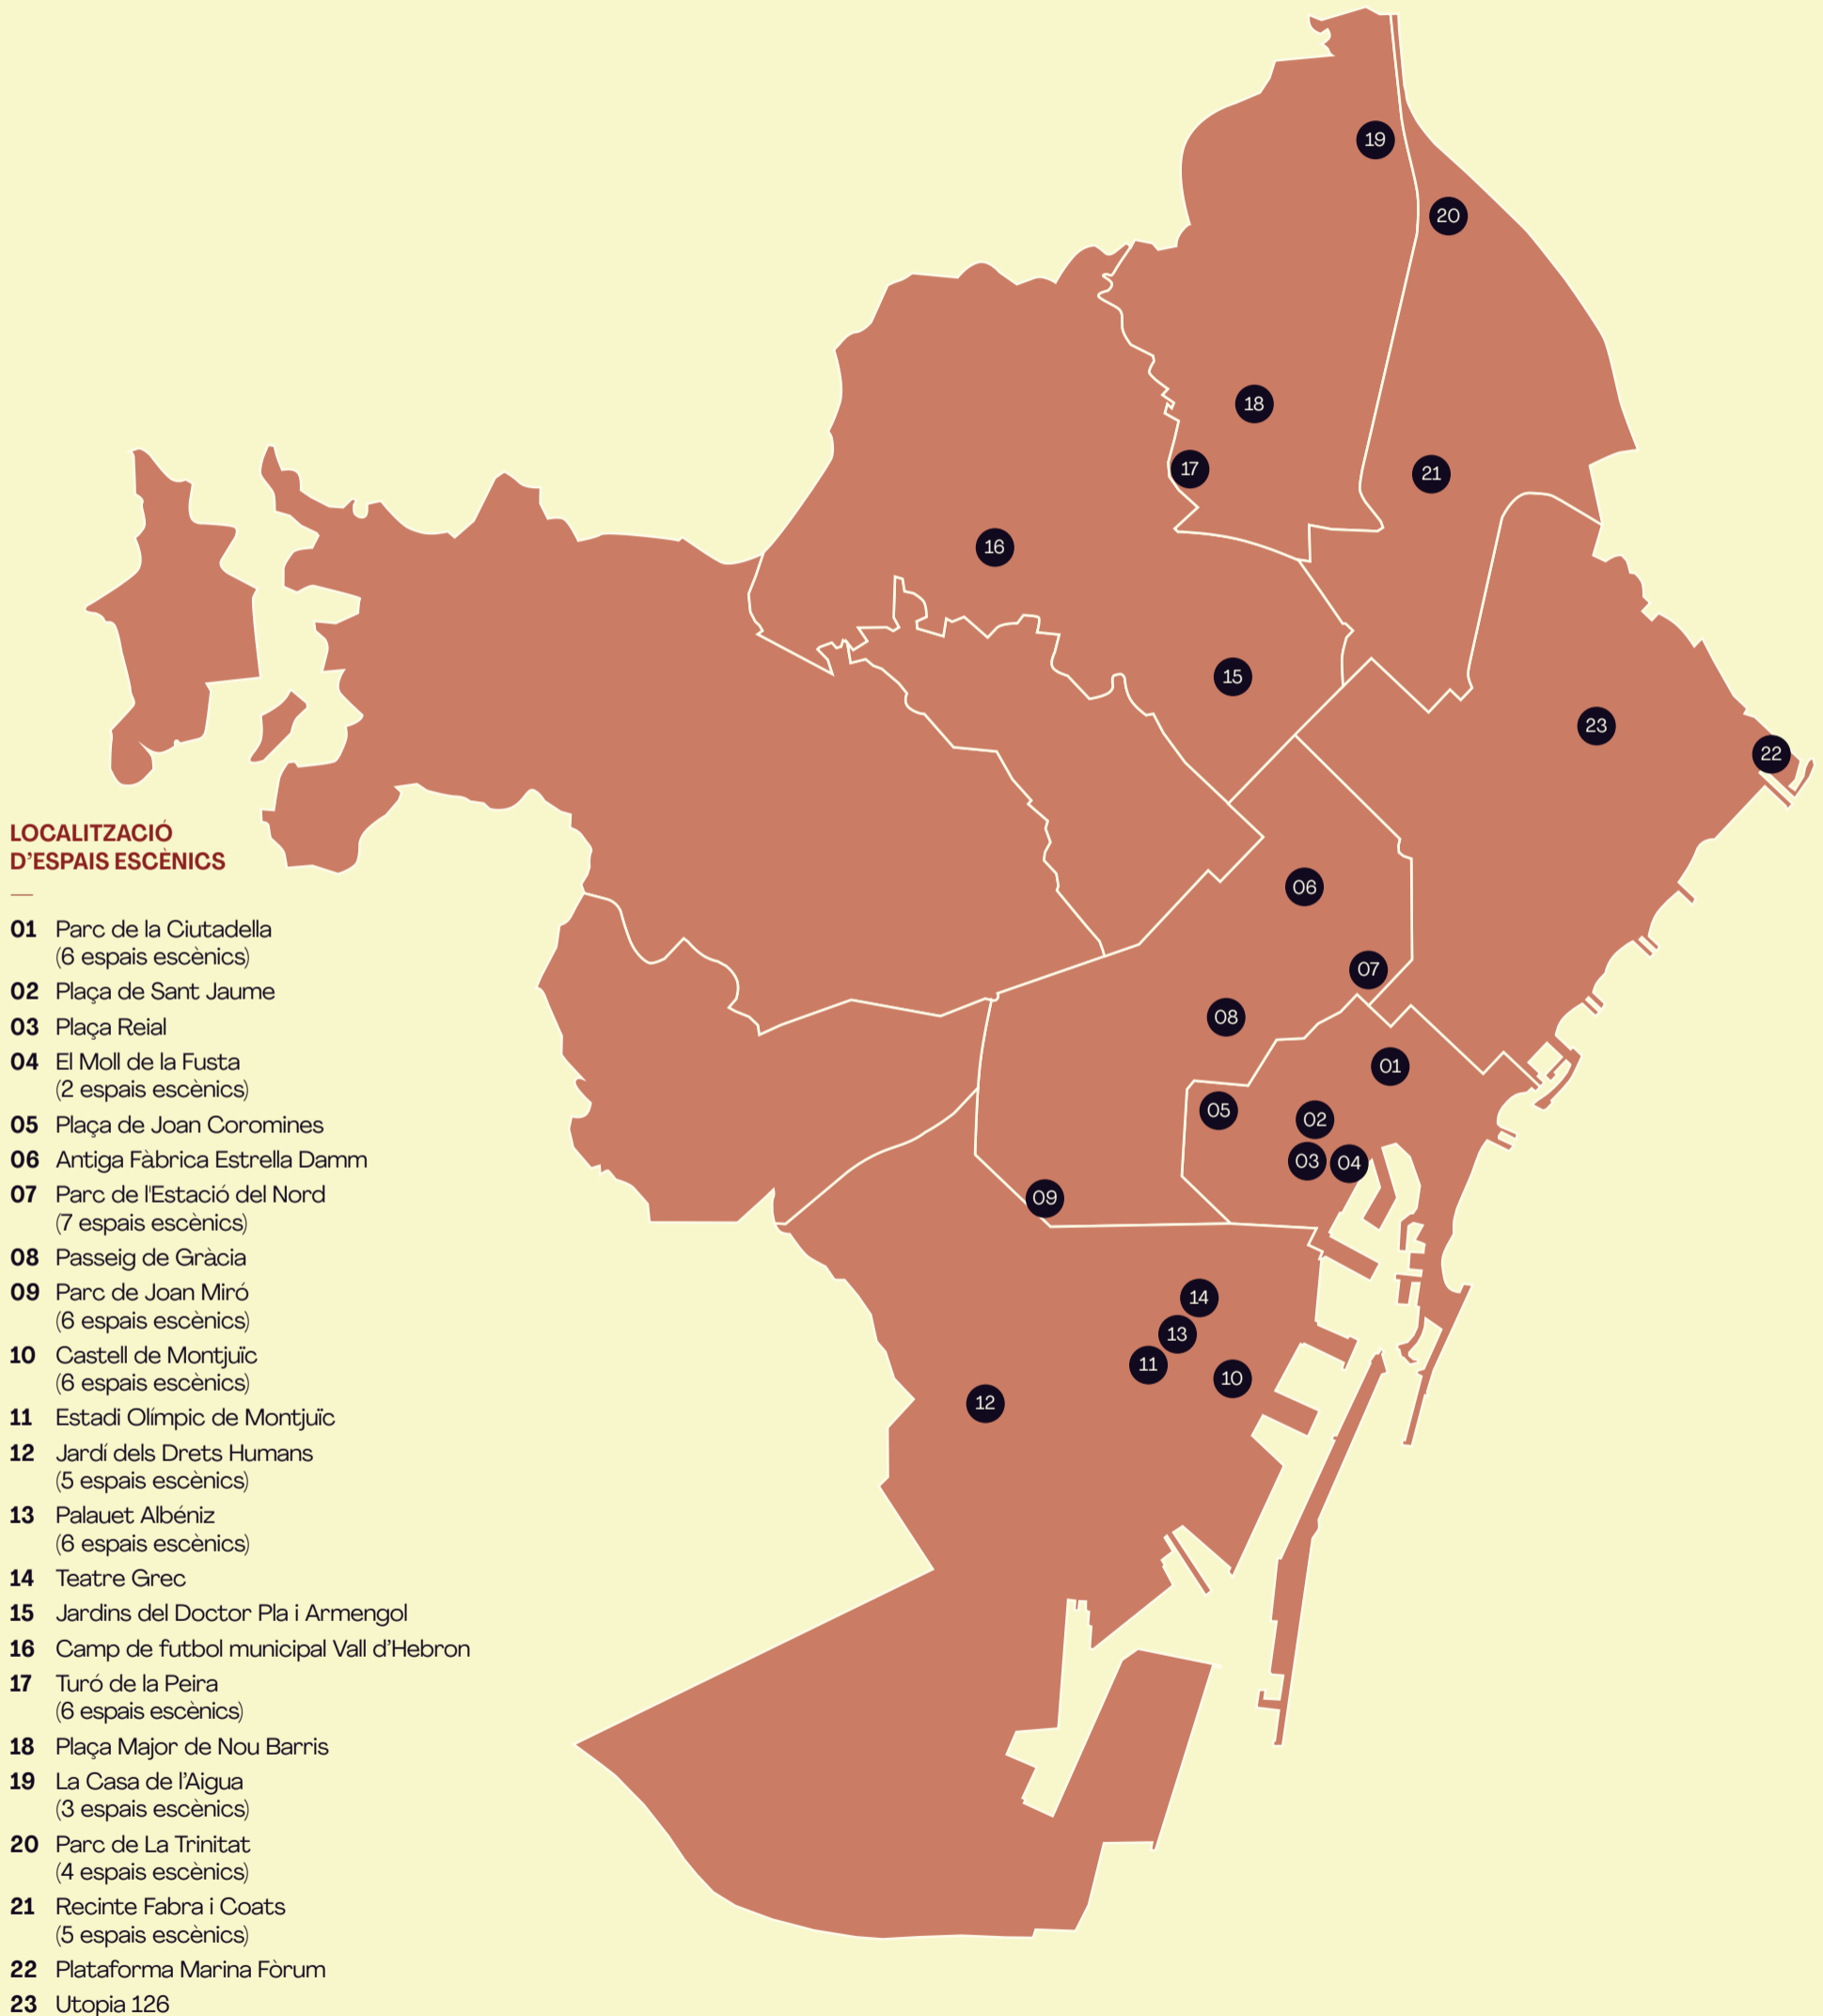 19
20
18
17
21
16
15
23
22
06
07
08
01
05
02
03
04
09
14
13
11
10
12
LOCALITZACIÓ
D’ESPAIS ESCÈNICS
—
01 Parc de la Ciutadella
(6 espais escènics)
02 Plaça de Sant Jaume
03 Plaça Reial
04 El Moll de la Fusta
(2 espais escènics)
05 Plaça de Joan Coromines
06 Antiga Fàbrica Estrella Damm
07 Parc de l'Estació del Nord
(7 espais escènics)
08 Passeig de Gràcia
09 Parc de Joan Miró
(6 espais escènics)
10 Castell de Montjuïc
(6 espais escènics)
11 Estadi Olímpic de Montjuïc
12 Jardí dels Drets Humans
(5 espais escènics)
13 Palauet Albéniz
(6 espais escènics)
14 Teatre Grec
15 Jardins del Doctor Pla i Armengol
16 Camp de futbol municipal Vall d’Hebron
17 Turó de la Peira
(6 espais escènics)
18 Plaça Major de Nou Barris
19 La Casa de l’Aigua
(3 espais escènics)
20 Parc de La Trinitat
(4 espais escènics)
21 Recinte Fabra i Coats
(5 espais escènics)
22 Plataforma Marina Fòrum
23 Utopia 126